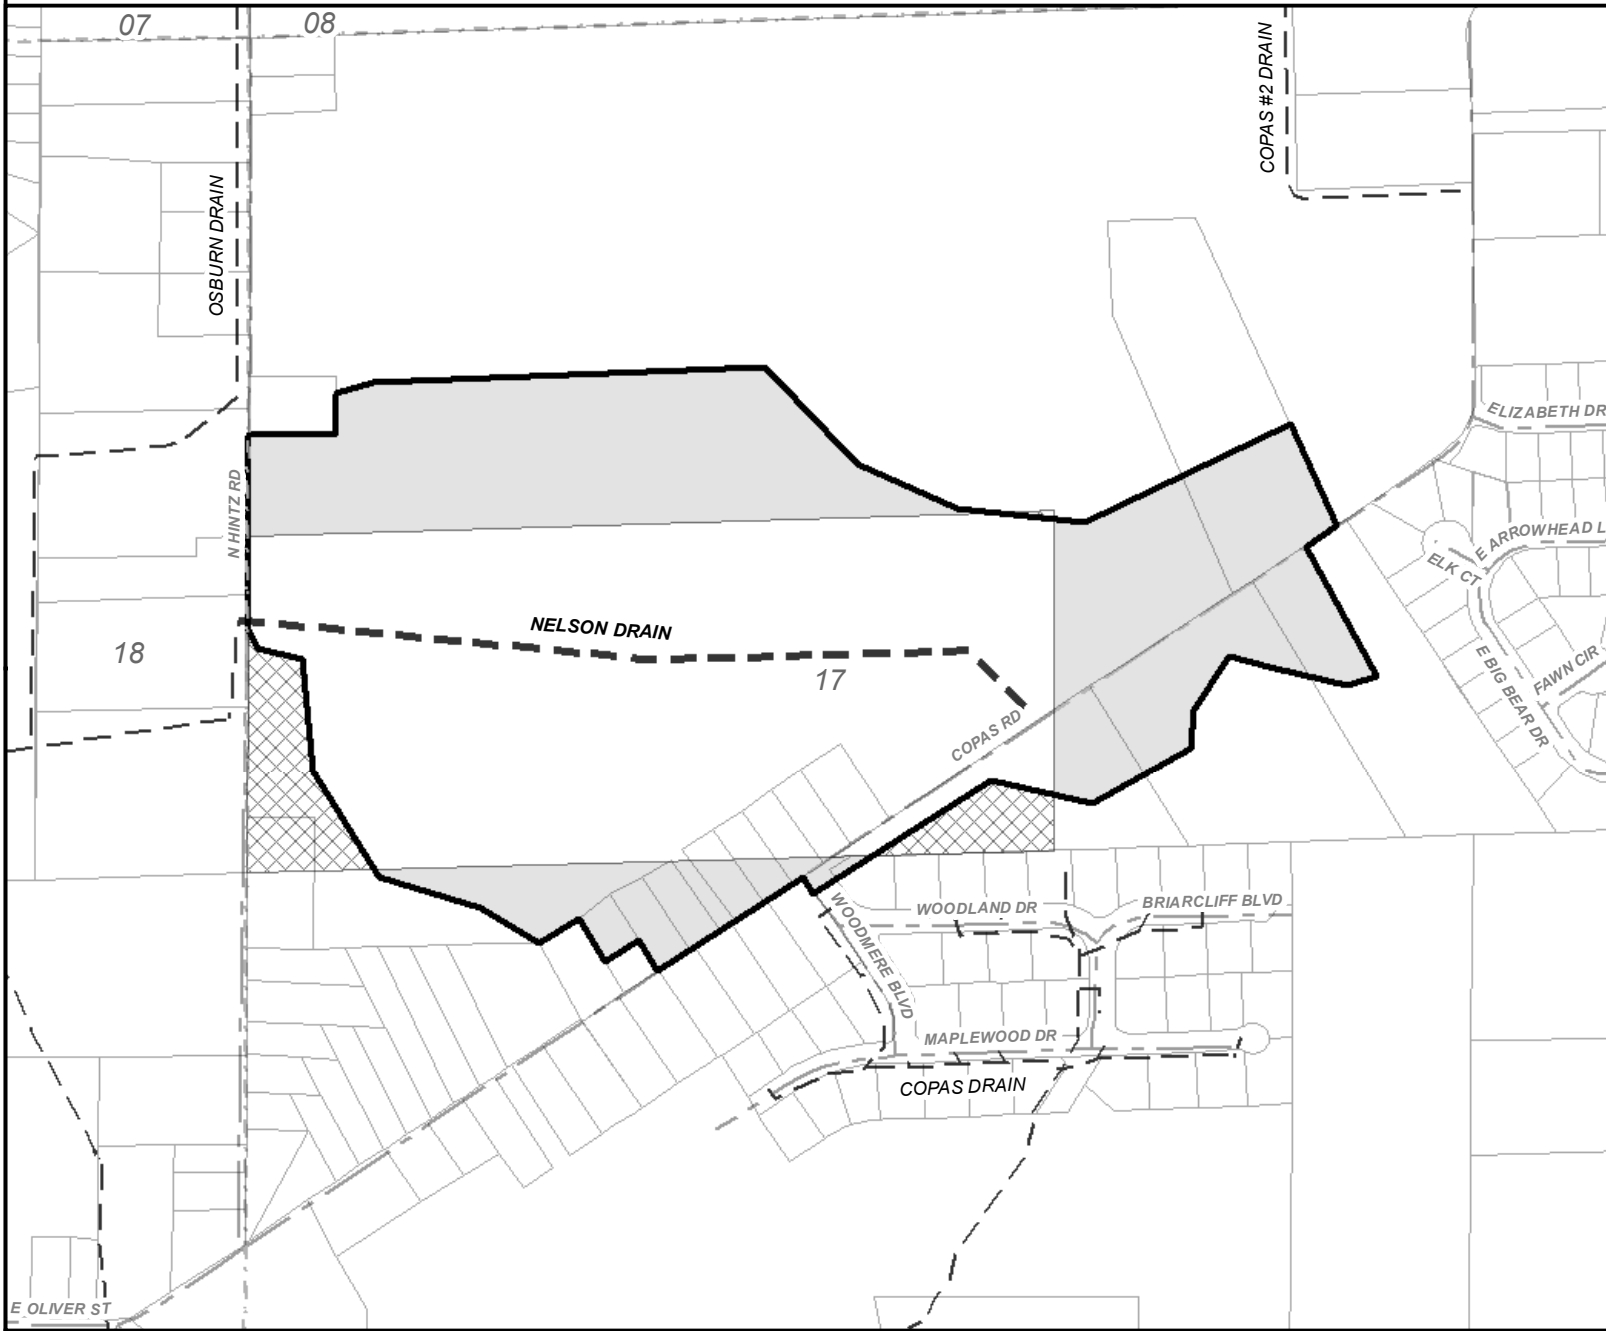 07
08
COPAS #2 DRAIN
OSBURN DRAIN
ELIZABETH DR
N HINTZ RD
E ARROWHEAD L
ELK CT
NELSON DRAIN
18
17
E BIG BEAR DR
FAWN CIR
COPAS RD
WOODMERE BLVD
WOODLAND DR
BRIARCLIFF BLVD
MAPLEWOOD DR
COPAS DRAIN
E OLIVER ST